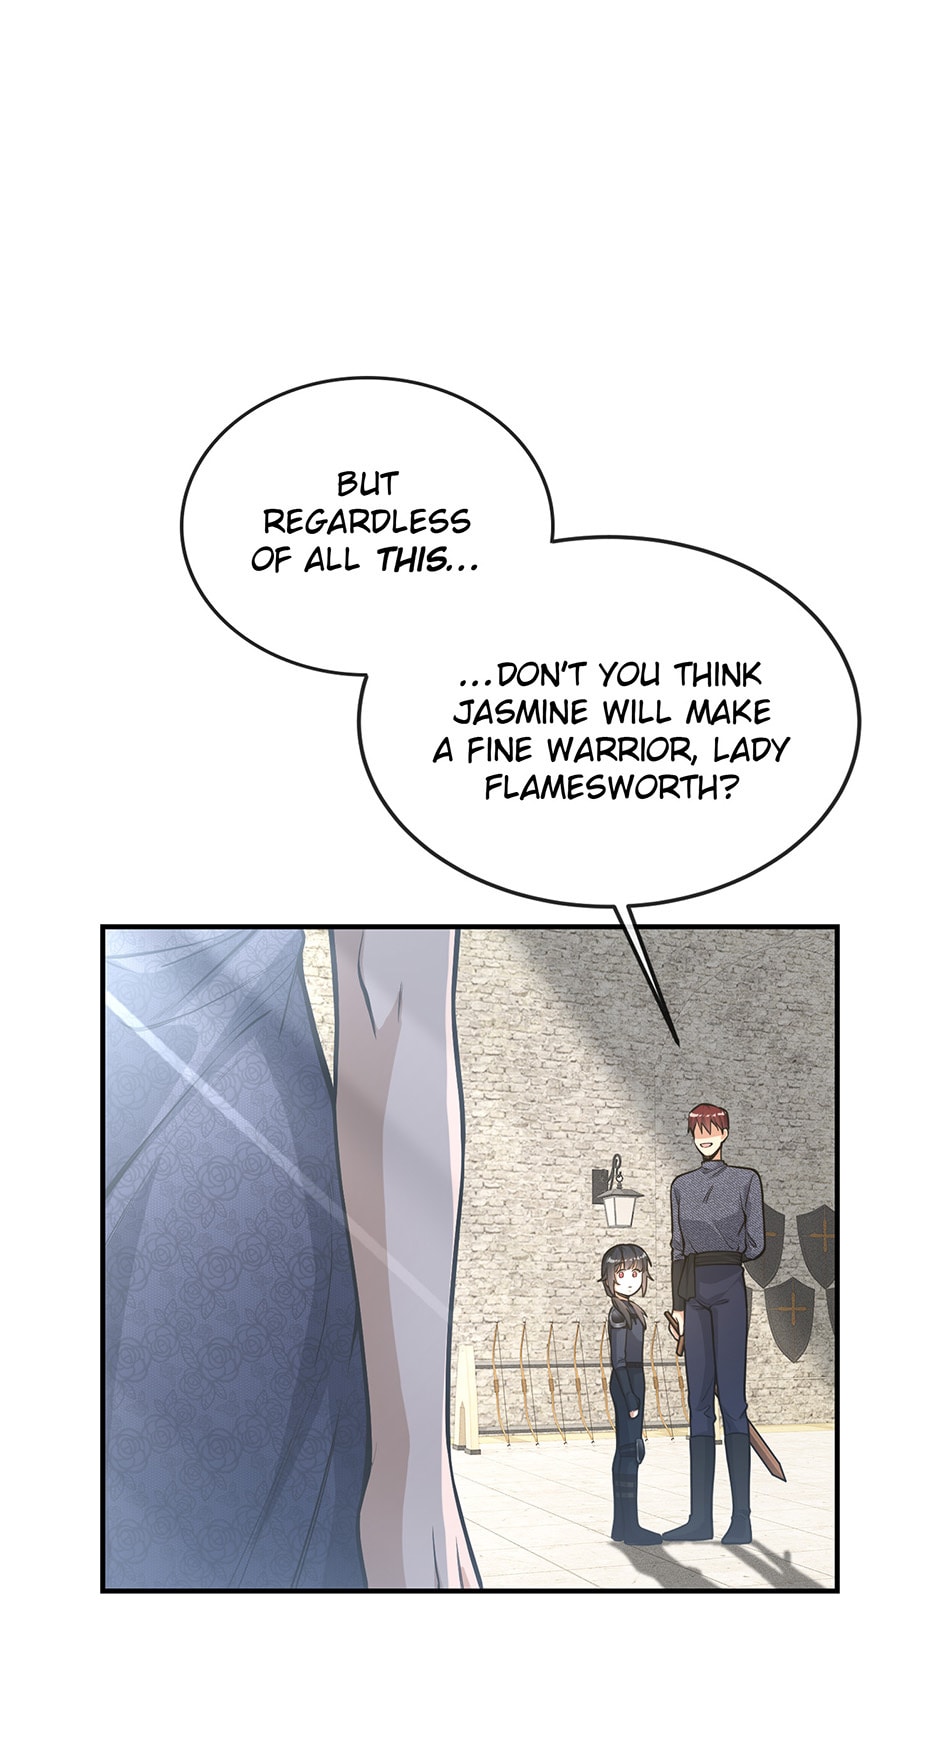 BUT
REGARDLESS
OF ALL THIS...
...DON'T YOU THINK
JASMINE WILL MAKE
A FINE WARRIOR, LADY
FLAMESWORTH?